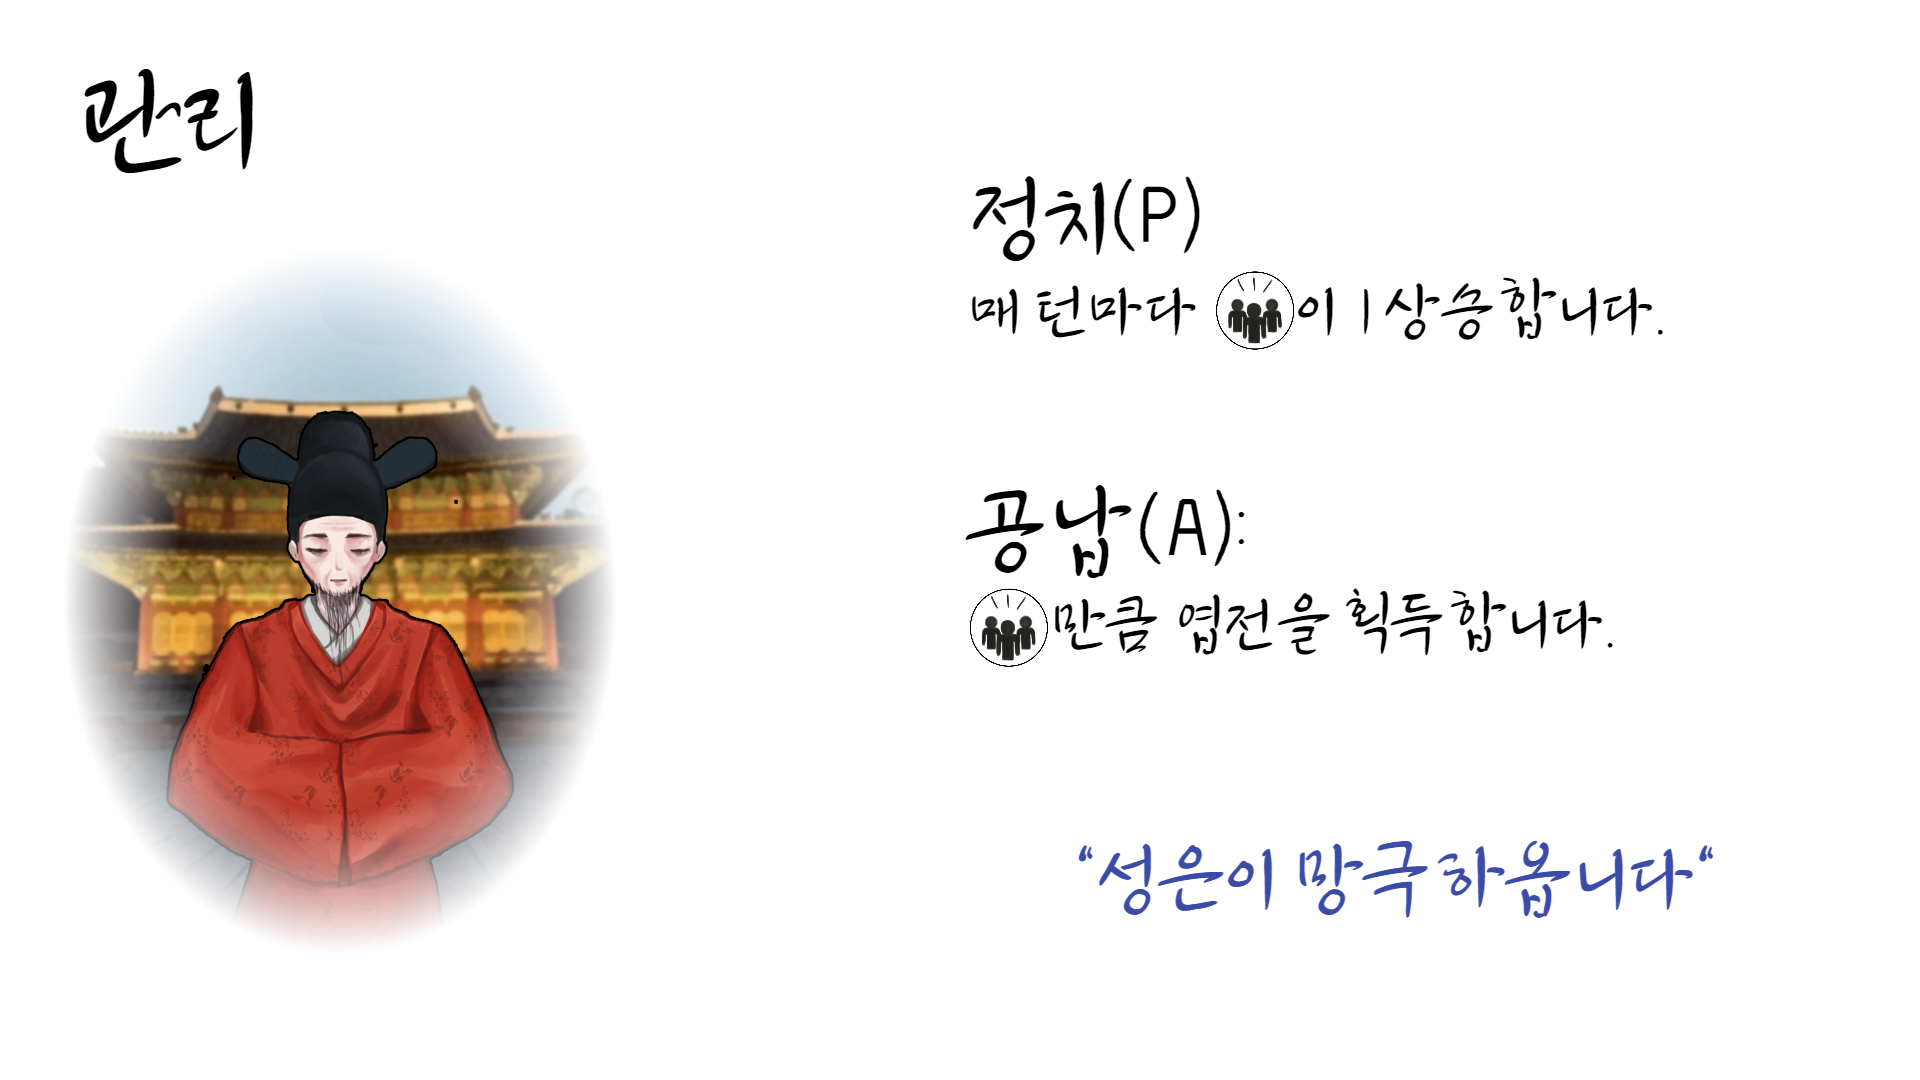 관리
정치(P)
매 턴마다 이 1 상승합니다.
공납(A):
만큼 엽전을 획득합니다.
“성은이 망극하옵니다“